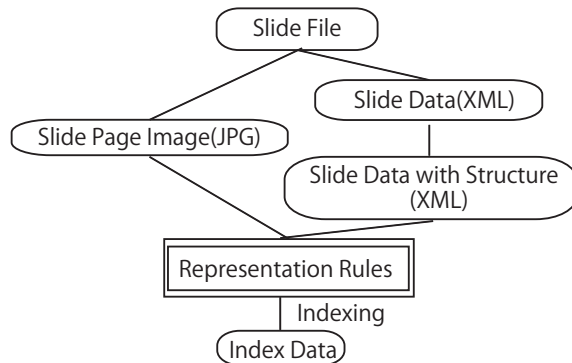 Slide File
Slide Data(XML)
Slide Page Image(JPG)
Slide Data with Structure
(XML)
Representation Rules
Indexing
Index Data